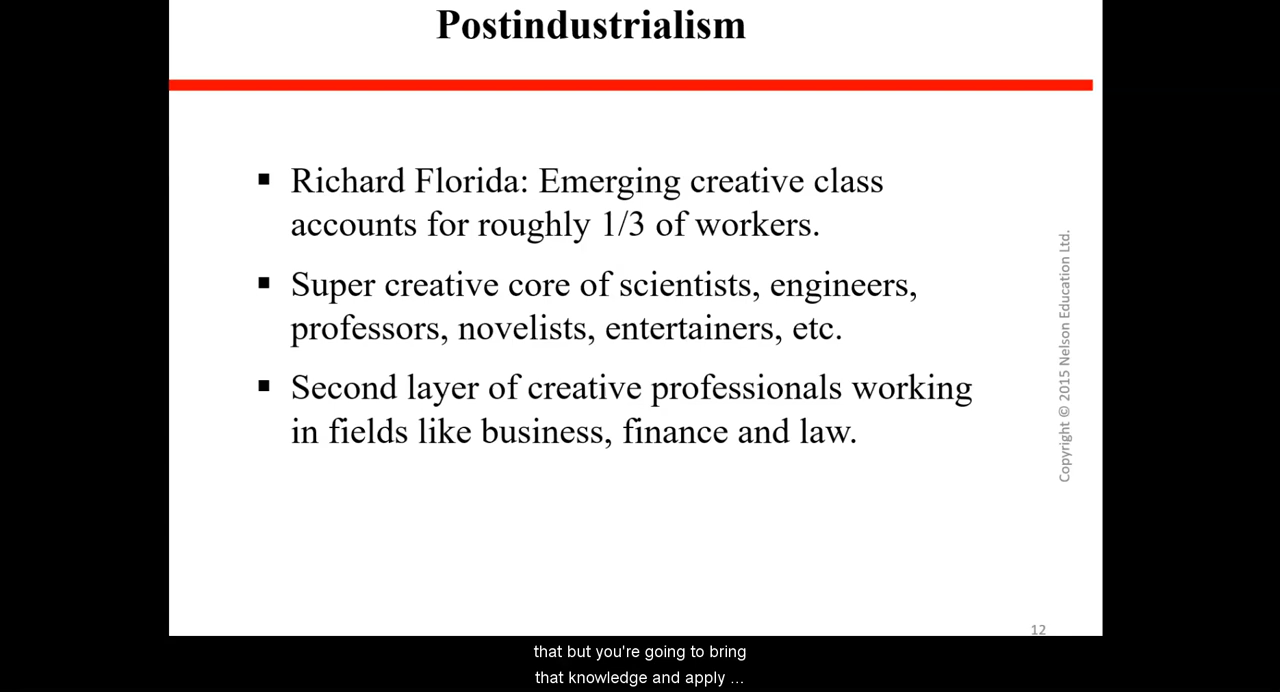 Postindustrialism
▪ Richard Florida: Emerging creative class
accounts for roughly 1/3 of workers.
▪ Super creative core of scientists, engineers,
professors, novelists, entertainers, etc.
▪ Second layer of creative professionals working
in fields like business, finance and law.
Copyright © 2015 Nelson Education Ltd.
12
that but you're going to bring
that knowledge and apply ...